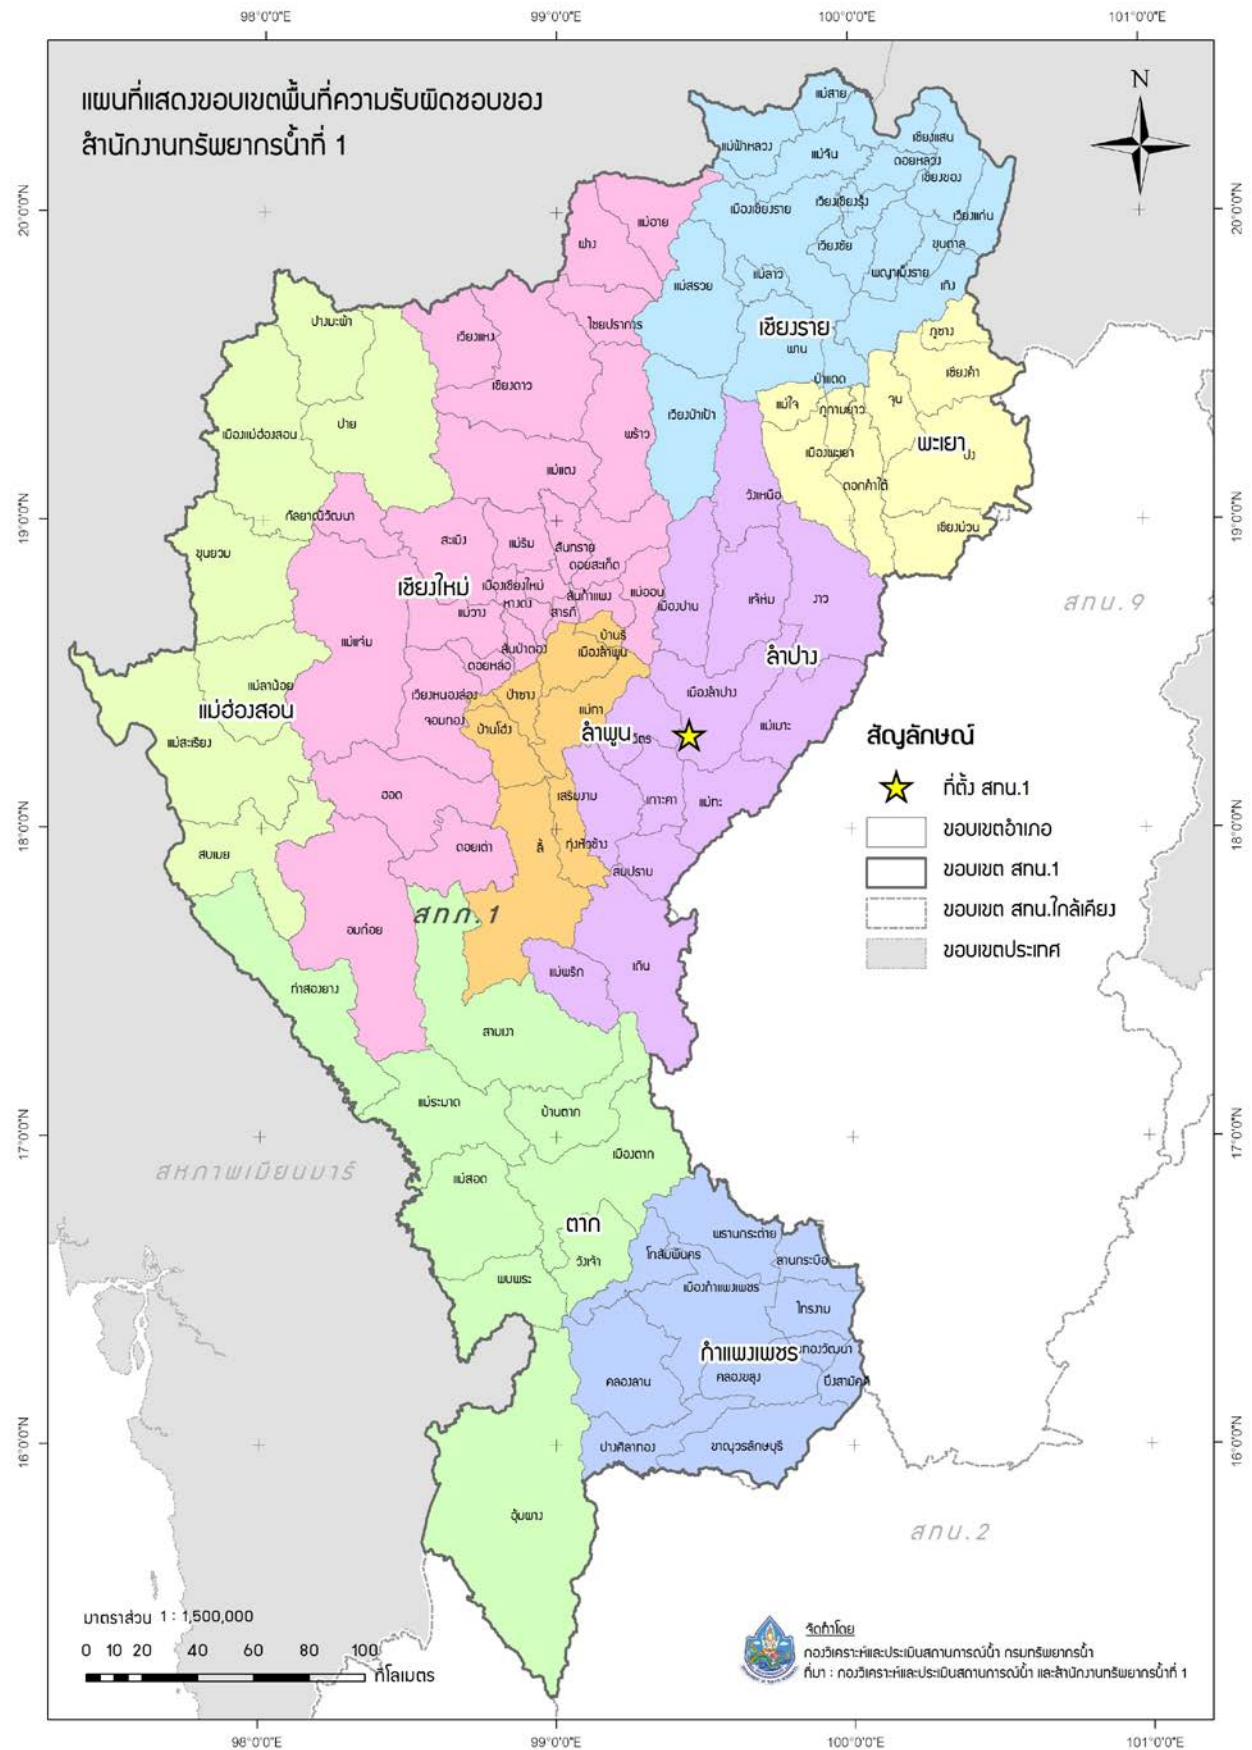 98°0'0"E 99°0'0"E 100°0'0"E 101°0'0"E
แผนที่แสดงขอบเขตพื้นที่ความรับผิดชอบของ
สำนักงานทรัพยากรน้ำที่ 1
N
20°0'0"N 20°0'0"N
19°0'0"N 19°0'0"N
18°0'0"N 18°0'0"N
17°0'0"N 17°0'0"N
16°0'0"N 16°0'0"N
แม่สาย
เชียงแสน
แม่ฟ้าหลวง
แม่จัน
ดอยหลวง
เชียงของ
เมืองเชียงราย
เวียงเชียงรุ้ง
เวียงแก่น
เวียงชัย
ขุนตาล
แม่สรวย
แม่ลาว
พญาเม็งราย
เทิง
เชียงราย
พาน
ป่าแดด
เวียงป่าเป้า
แม่อาย
ฝาง
ไชยปราการ
เวียงแหง
เชียงดาว
พร้าว
แม่แตง
กัลยาณิวัฒนา
สะเมิง
แม่ริม
สันทราย
ดอยสะเก็ด
เชียงใหม่
เมืองเชียงใหม่
หางดง
สันกำแพง
แม่ออน
แม่วาง
สารภี
แม่แจ่ม
สันป่าตอง
ดอยหล่อ
เวียงหนองล่อง
จอมทอง
ฮอด
ดอยเต่า
อมก๋อย
ปางมะผ้า
ปาย
เมืองแม่ฮ่องสอน
ขุนยวม
แม่ลาน้อย
แม่ฮ่องสอน
แม่สะเรียง
สบเมย
ภูซาง
เชียงคำ
แม่ใจ
ภูกามยาว
จุน
พะเยา
ปง
เมืองพะเยา
ดอกคำใต้
เชียงม่วน
วังเหนือ
เมืองปาน
แจ้ห่ม
งาว
ลำปาง
เมืองลำปาง
แม่เมาะ
เกาะคา
แม่ทะ
เสริมงาม
สบปราบ
แม่พริก
เถิน
บ้านธิ
เมืองลำพูน
ป่าซาง
แม่ทา
บ้านโฮ่ง
ลำพูน
ลี้
ทุ่งหัวช้าง
สทภ.1
ท่าสองยาง
สามเงา
แม่ระมาด
บ้านตาก
เมืองตาก
แม่สอด
ตาก
วังเจ้า
พบพระ
อุ้มผาง
พรานกระต่าย
โกสัมพีนคร
ลานกระบือ
เมืองกำแพงเพชร
ไทรงาม
กำแพงเพชร
คลองลาน
คลองขลุง
บึงสามัคคี
ปางศิลาทอง
ขาณุวรลักษบุรี
สทน.9
สทน.2
สหภาพเมียนมาร์
สัญลักษณ์
ที่ตั้ง สทน.1
ขอบเขตอำเภอ
ขอบเขต สทน.1
ขอบเขต สทน.ใกล้เคียง
ขอบเขตประเทศ
มาตราส่วน 1 : 1,500,000
0 10 20 40 60 80 100
กิโลเมตร
จัดทำโดย
กองวิเคราะห์และประเมินสถานการณ์น้ำ กรมทรัพยากรน้ำ
ที่มา : กองวิเคราะห์และประเมินสถานการณ์น้ำ และสำนักงานทรัพยากรน้ำที่ 1
98°0'0"E 99°0'0"E 100°0'0"E 101°0'0"E